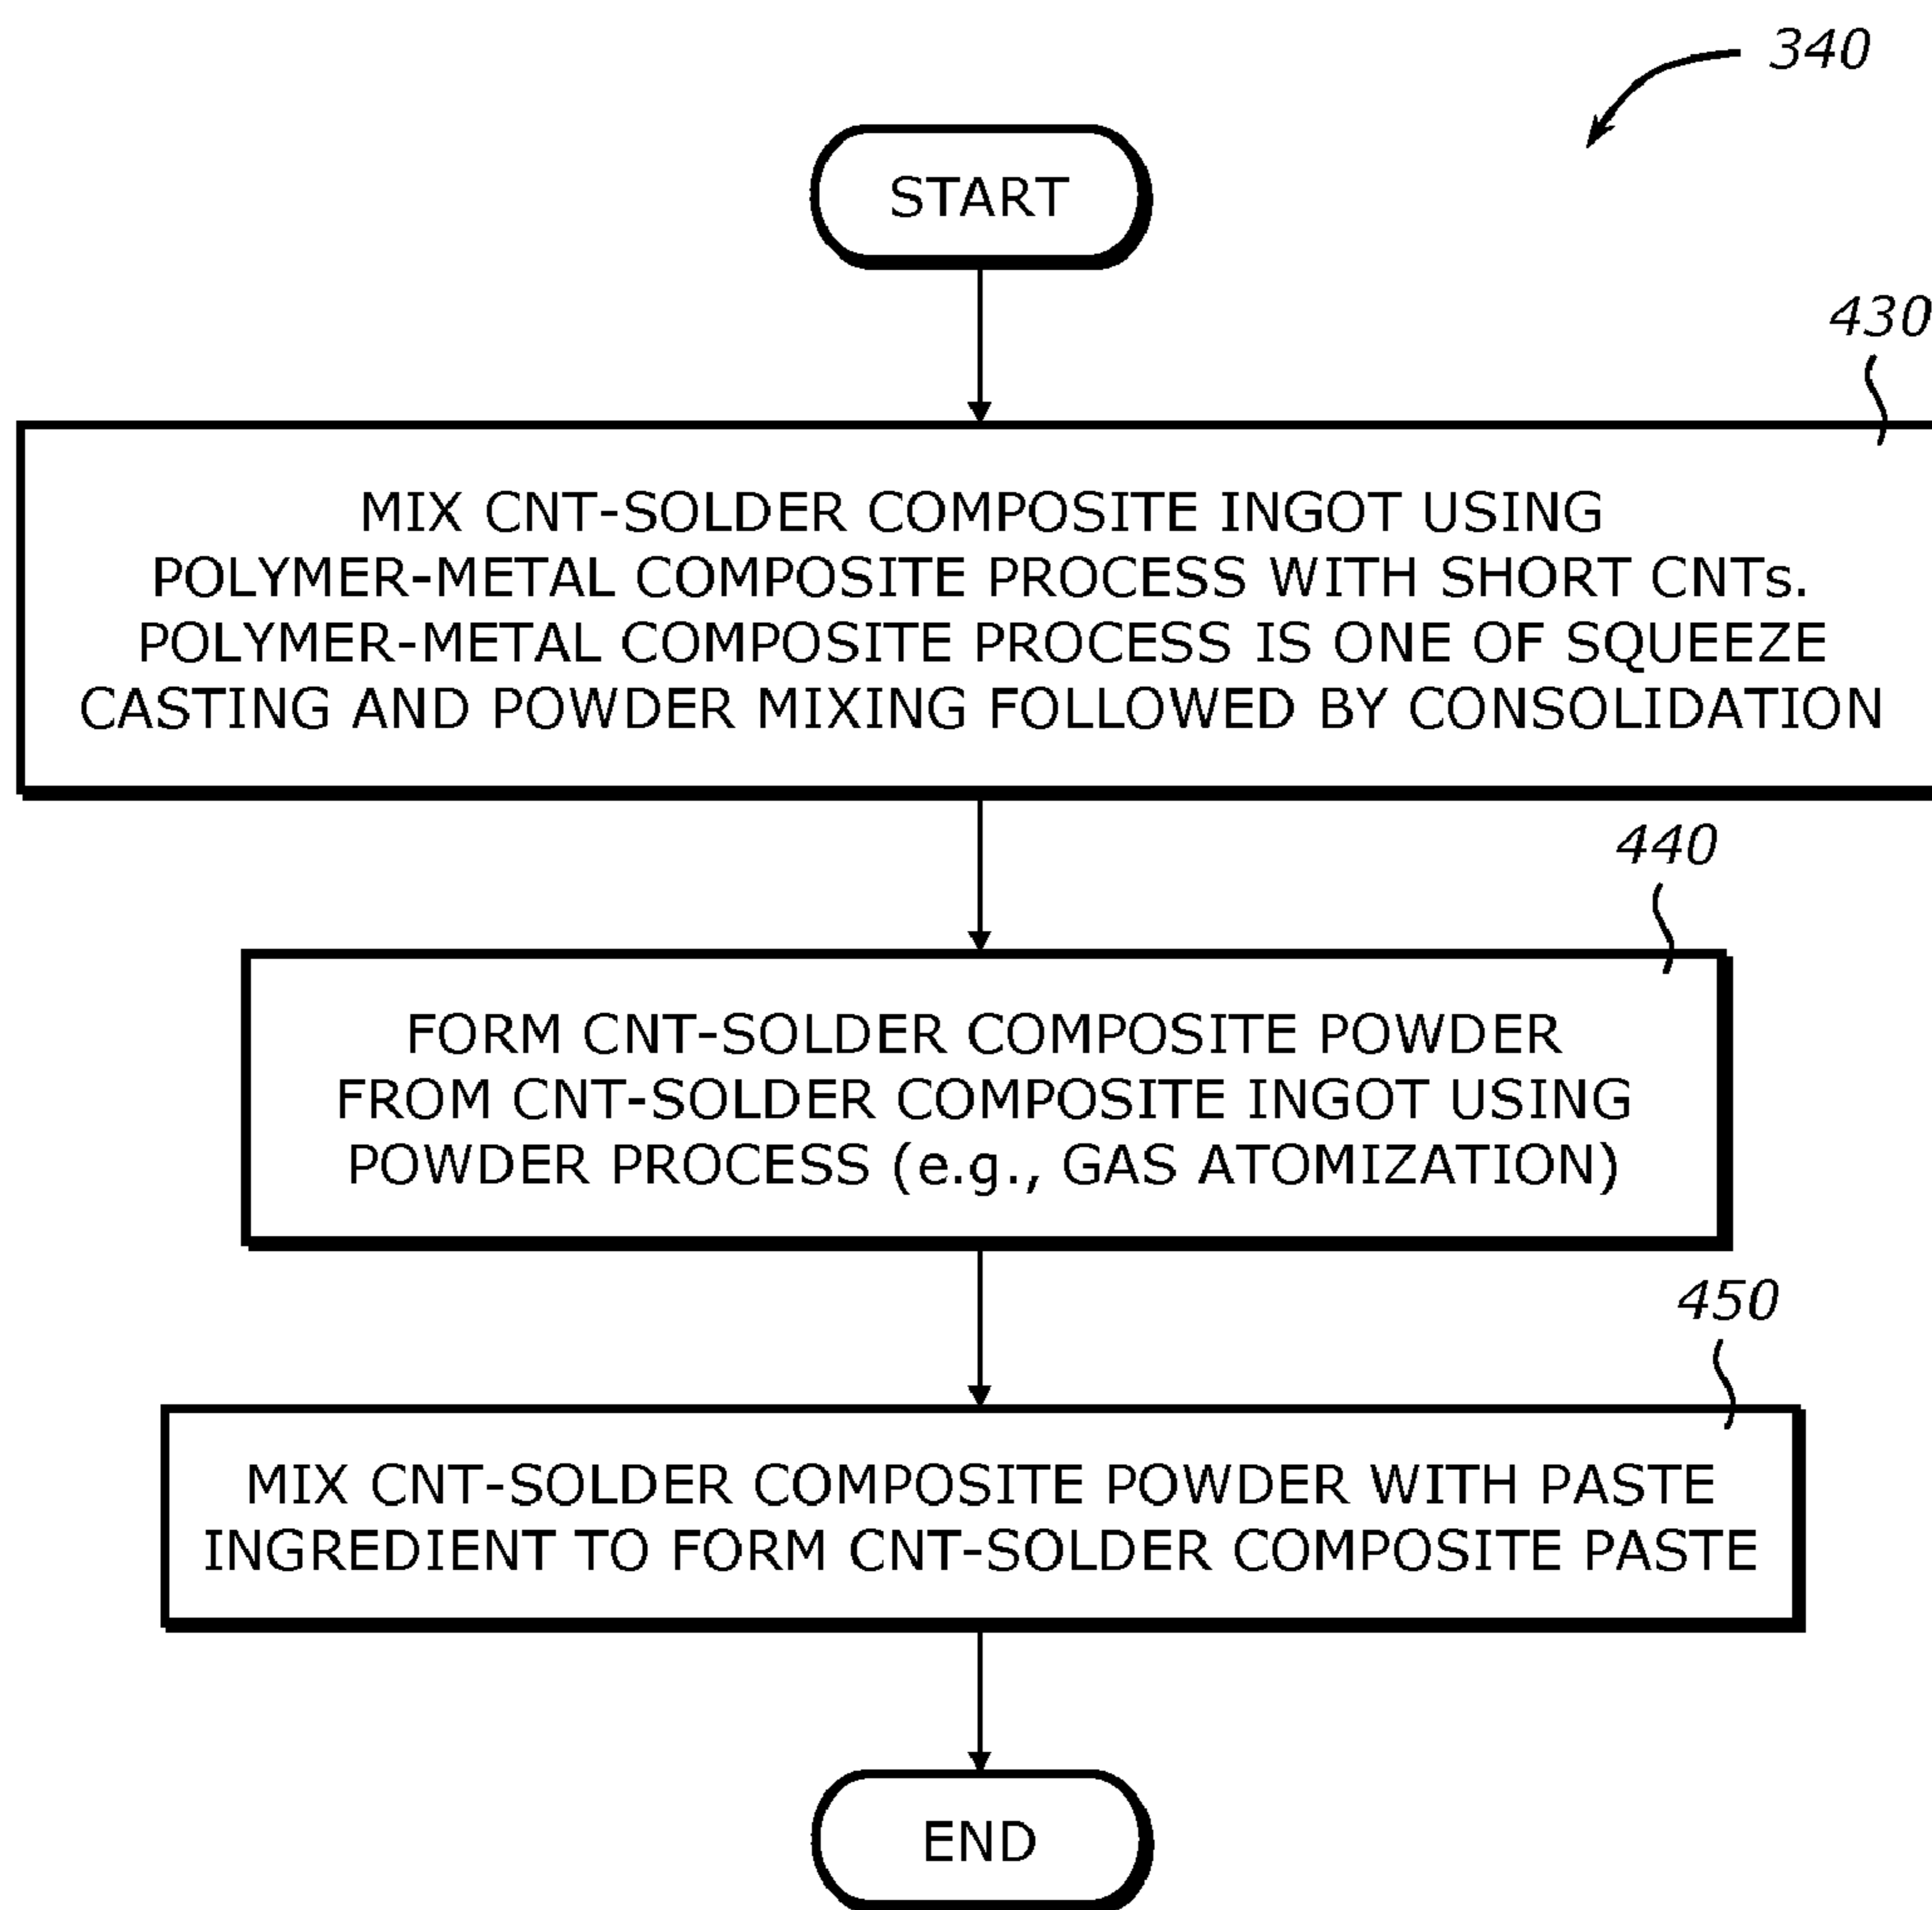 340
START
430
MIX CNT-SOLDER COMPOSITE INGOT USING
POLYMER-METAL COMPOSITE PROCESS WITH SHORT CNTs.
POLYMER-METAL COMPOSITE PROCESS IS ONE OF SQUEEZE
CASTING AND POWDER MIXING FOLLOWED BY CONSOLIDATION
440
FORM CNT-SOLDER COMPOSITE POWDER
FROM CNT-SOLDER COMPOSITE INGOT USING
POWDER PROCESS (e.g., GAS ATOMIZATION)
450
MIX CNT-SOLDER COMPOSITE POWDER WITH PASTE
INGREDIENT TO FORM CNT-SOLDER COMPOSITE PASTE
END